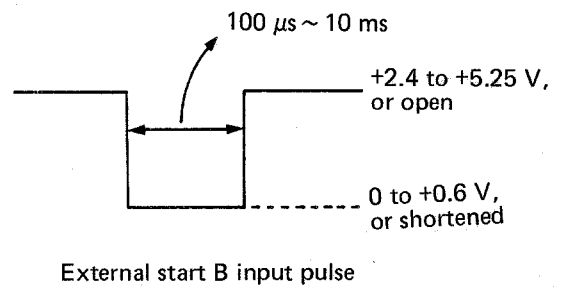 100 μs ~ 10 ms
+2.4 to +5.25 V,
or open
0 to +0.6 V,
or shortened
External start B input pulse